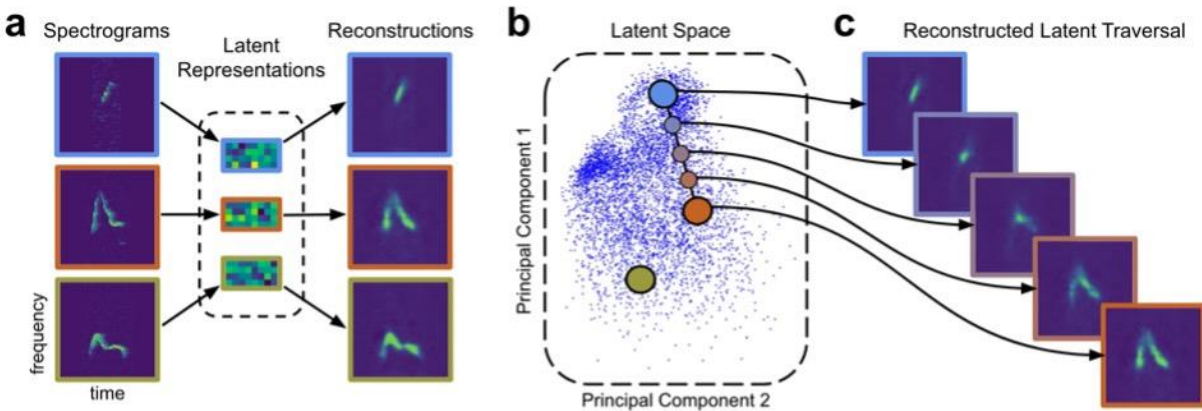 a
Spectrograms
Latent
Representations
Reconstructions
frequency
time
b
Latent Space
Principal Component 1
Principal Component 2
c
Reconstructed Latent Traversal